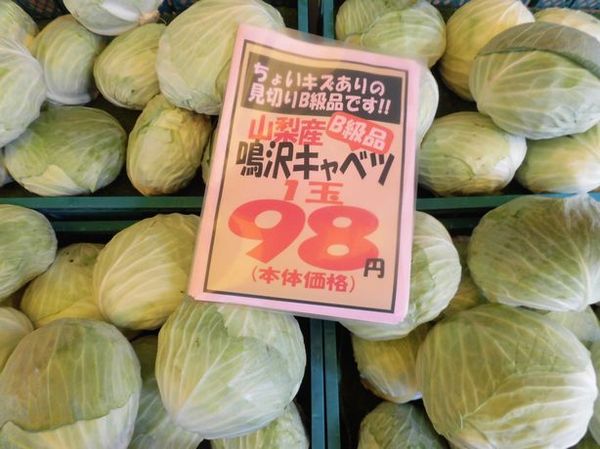 ちょいキズありの
見切りB級品です!!
山梨産 B級品
鳴沢キャベツ
1玉
98円
(本体価格)